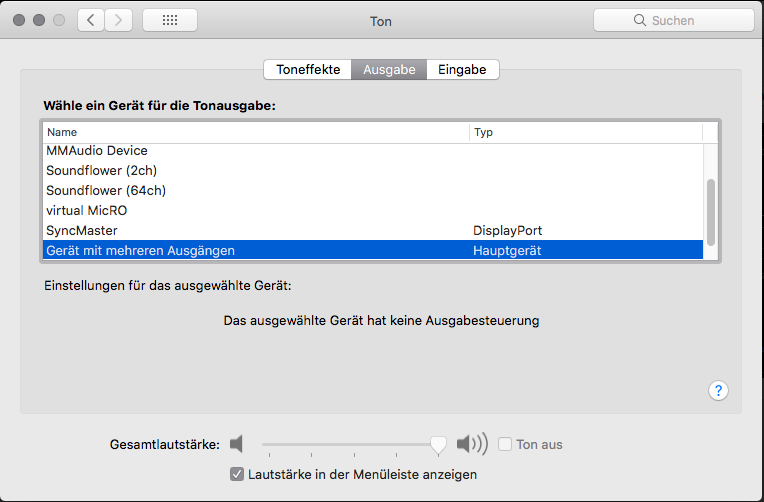 Ton
Suchen
Toneffekte Ausgabe Eingabe
Wähle ein Gerät für die Tonausgabe:
Name Typ
MMAudio Device
Soundflower (2ch)
Soundflower (64ch)
virtual MicRO
SyncMaster DisplayPort
Gerät mit mehreren Ausgängen Hauptgerät
Einstellungen für das ausgewählte Gerät:
Das ausgewählte Gerät hat keine Ausgabesteuerung
?
Gesamtlautstärke: Ton aus
Lautstärke in der Menüleiste anzeigen